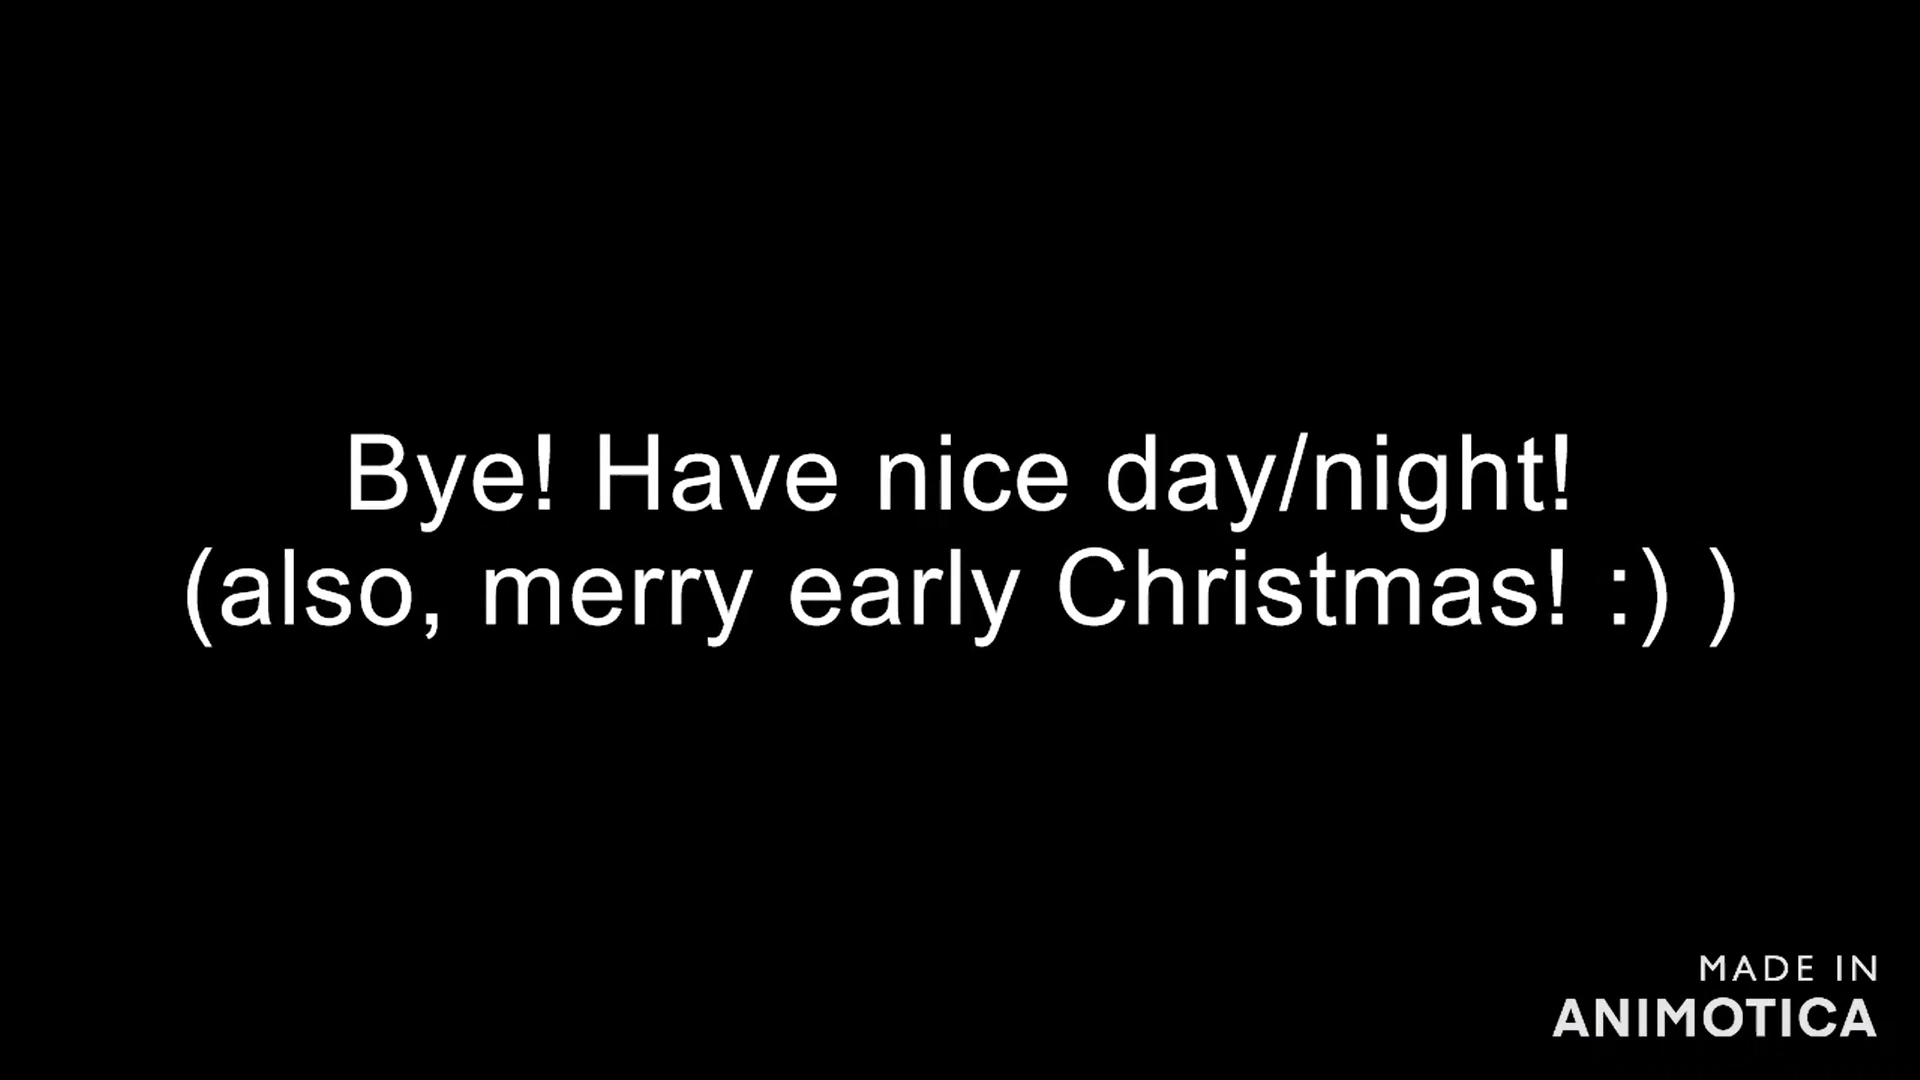 Bye! Have nice day/night!
(also, merry early Christmas! :) )
MADE IN
ANIMOTICA